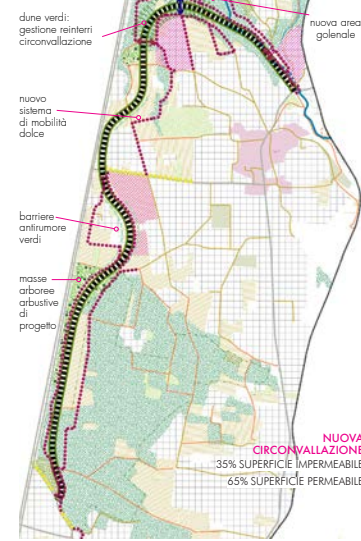 dune verdi:
gestione reinterri
circonvallazione
nuova area
golenale
nuovo
sistema
di mobilità
dolce
barriere
antirumore
verdi
masse
arboree
arbustive
di
progetto
NUOVA
CIRCONVALLAZIONE
35% SUPERFICIE IMPERMEABILE
65% SUPERFICIE PERMEABILE